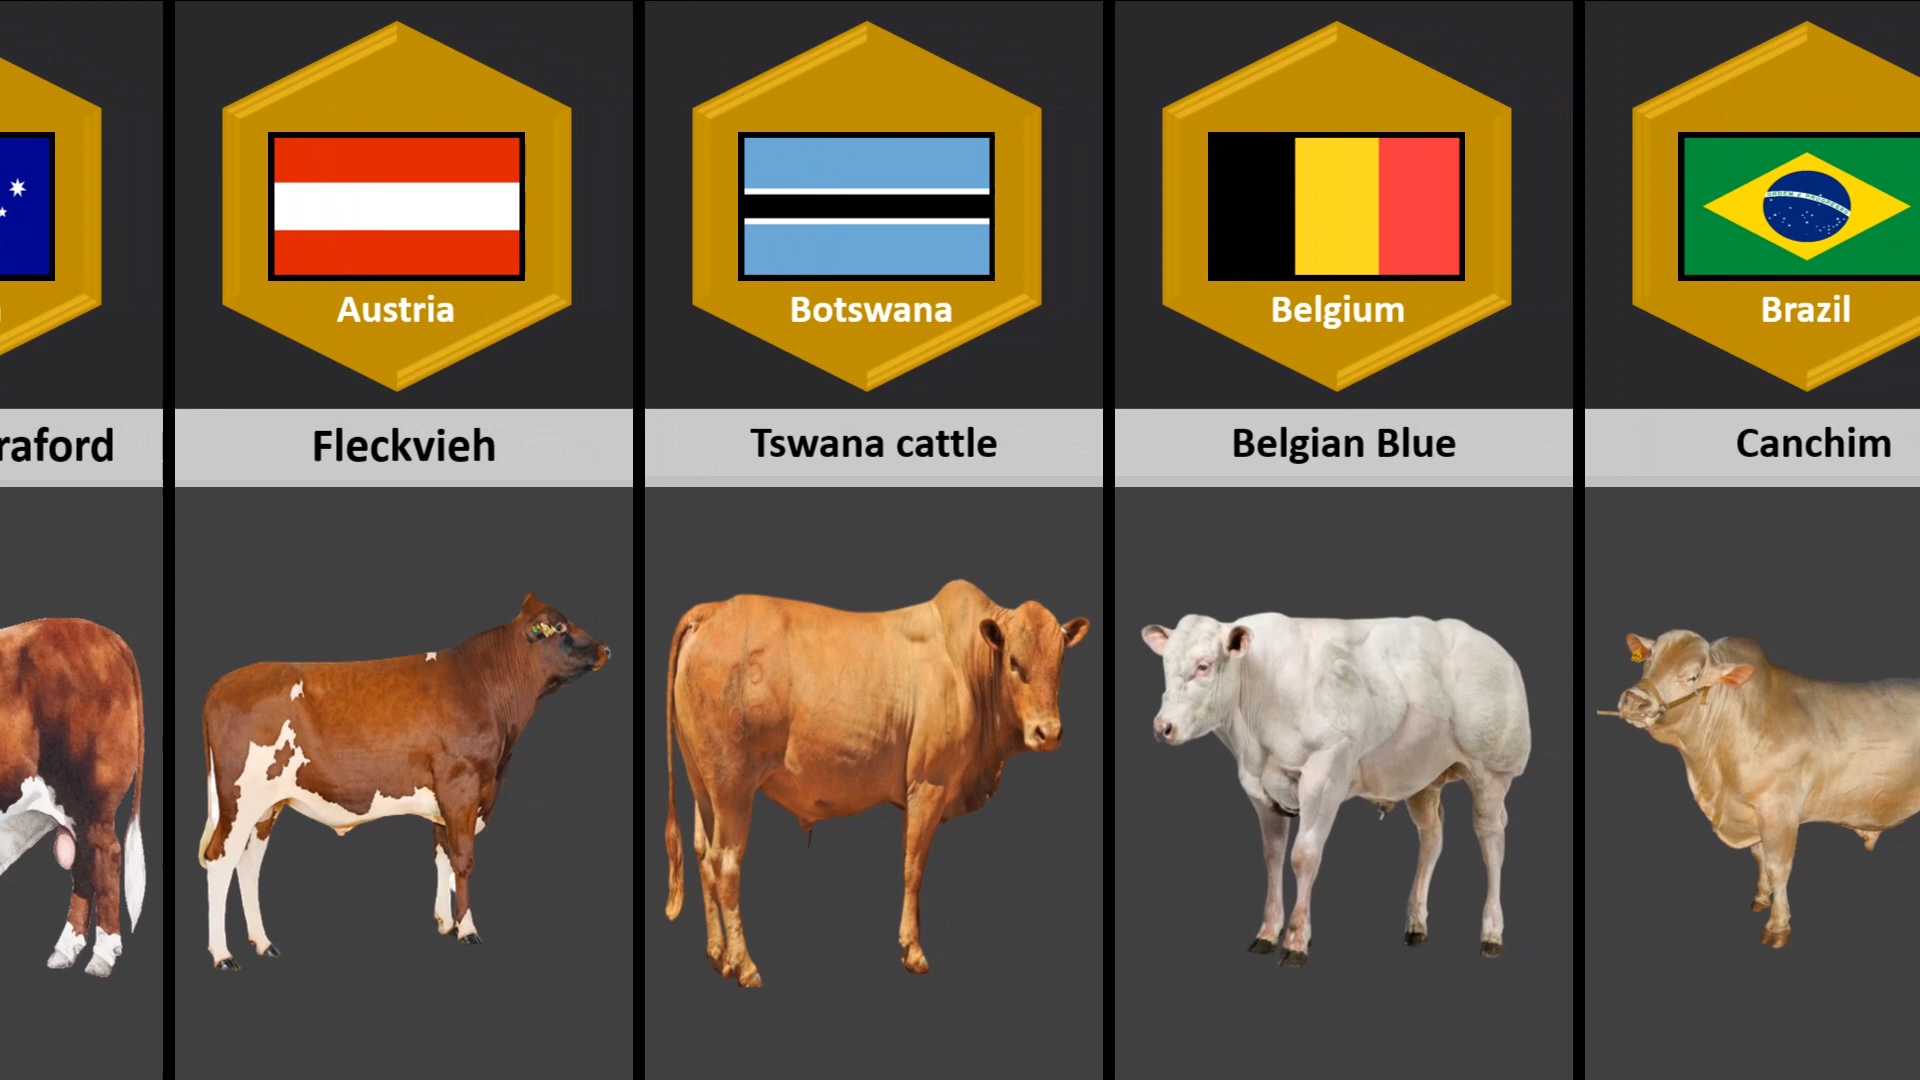 Austria
Botswana
Belgium
Brazil
raford
Fleckvieh
Tswana cattle
Belgian Blue
Canchim